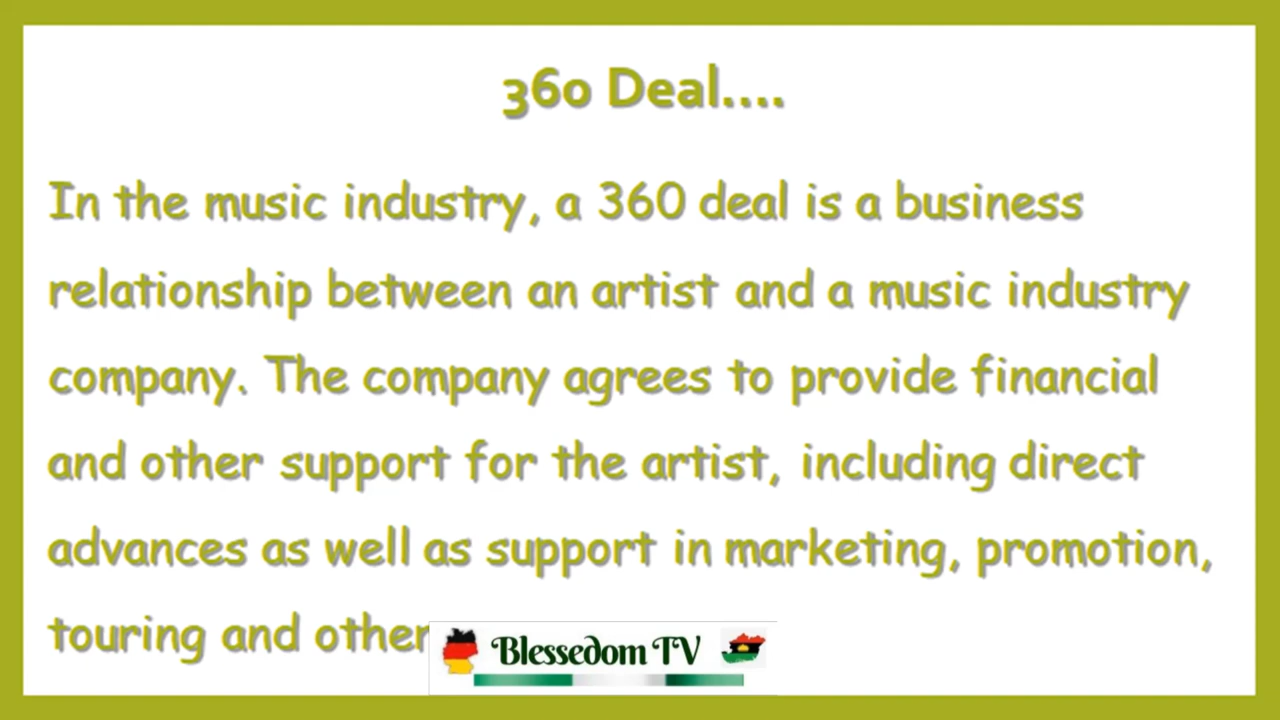 360 Deal....
In the music industry, a 360 deal is a business
relationship between an artist and a music industry
company. The company agrees to provide financial
and other support for the artist, including direct
advances as well as support in marketing, promotion,
touring and other
Blessedom TV